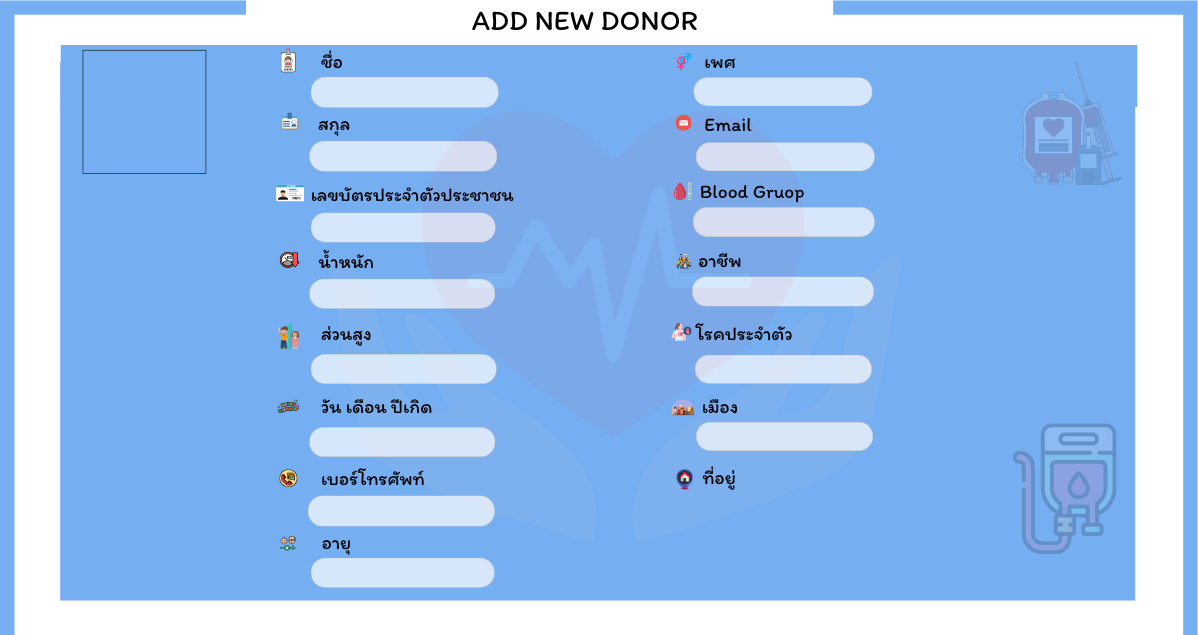 ADD NEW DONOR
ชื่อ
สกุล
เลขบัตรประจำตัวประชาชน
น้ำหนัก
ส่วนสูง
วัน เดือน ปีเกิด
เบอร์โทรศัพท์
อายุ
เพศ
Email
Blood Gruop
อาชีพ
โรคประจำตัว
เมือง
ที่อยู่